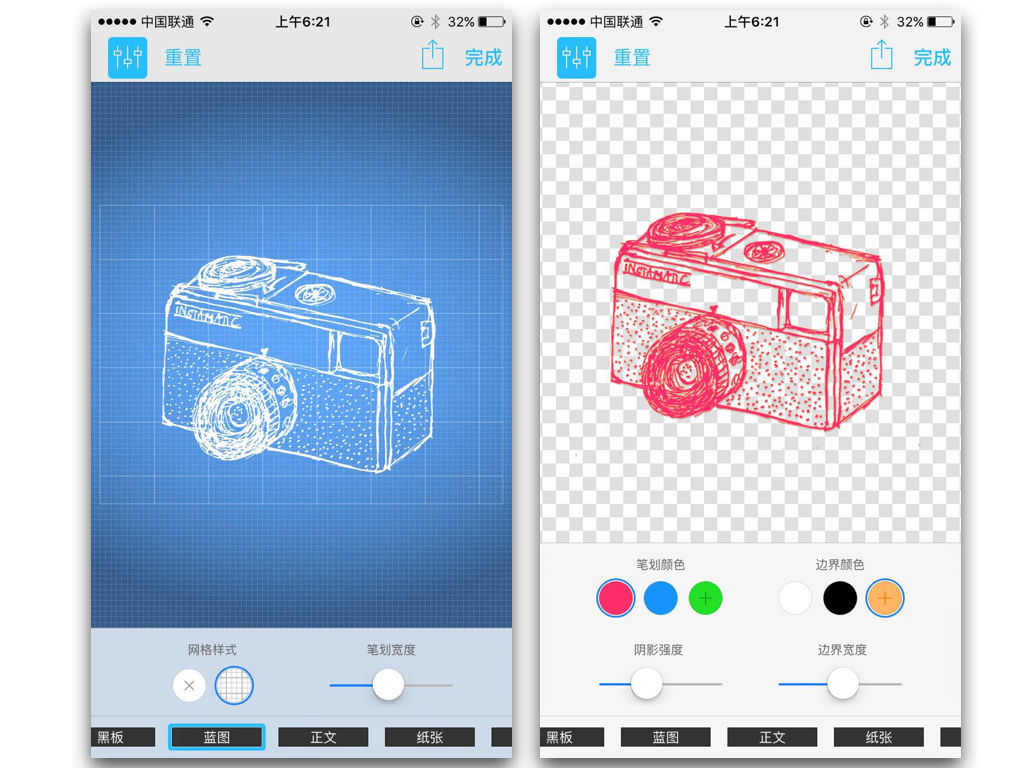 中国联通 上午6:21 32%
重置 完成
INSTAMATIC
网格样式 笔划宽度
黑板 蓝图 正文 纸张
中国联通 上午6:21 32%
重置 完成
INSTAMATIC
笔划颜色 边界颜色
阴影强度 边界宽度
黑板 蓝图 正文 纸张